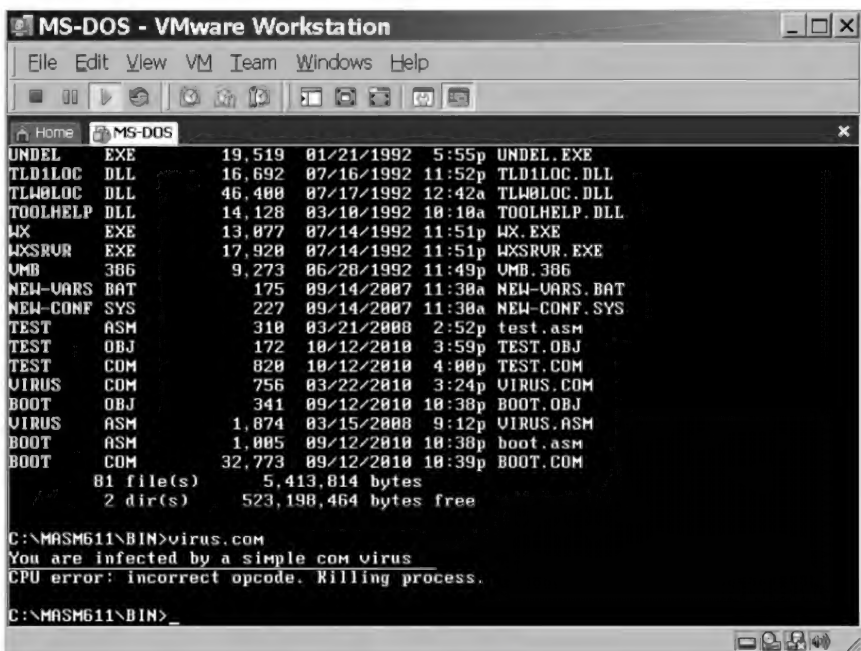 MS-DOS - VMware Workstation
File Edit View VM Team Windows Help
Home MS-DOS
UNDEL EXE 19,519 01/21/1992 5:55p UNDEL.EXE
TLD1LOC DLL 16,692 07/16/1992 11:52p TLD1LOC.DLL
TLW0LOC DLL 46,400 07/17/1992 12:42a TLW0LOC.DLL
TOOLHELP DLL 14,128 03/10/1992 10:10a TOOLHELP.DLL
WX EXE 13,077 07/14/1992 11:51p WX.EXE
WXSRVR EXE 17,920 07/14/1992 11:51p WXSRVR.EXE
VMB 386 9,273 06/28/1992 11:49p VMB.386
NEW-VARS BAT 175 09/14/2007 11:30a NEW-VARS.BAT
NEW-CONF SYS 227 09/14/2007 11:30a NEW-CONF.SYS
TEST ASM 310 03/21/2008 2:52p test.asm
TEST OBJ 172 10/12/2010 3:59p TEST.OBJ
TEST COM 820 10/12/2010 4:00p TEST.COM
VIRUS COM 756 03/22/2010 3:24p VIRUS.COM
BOOT OBJ 341 09/12/2010 10:38p BOOT.OBJ
VIRUS ASM 1,874 03/15/2008 9:12p VIRUS.ASM
BOOT ASM 1,005 09/12/2010 10:38p boot.asm
BOOT COM 32,773 09/12/2010 10:39p BOOT.COM
81 file(s) 5,413,814 bytes
2 dir(s) 523,198,464 bytes free
C:\MASM611\BIN>virus.com
You are infected by a simple com virus
CPU error: incorrect opcode. Killing process.
C:\MASM611\BIN>_